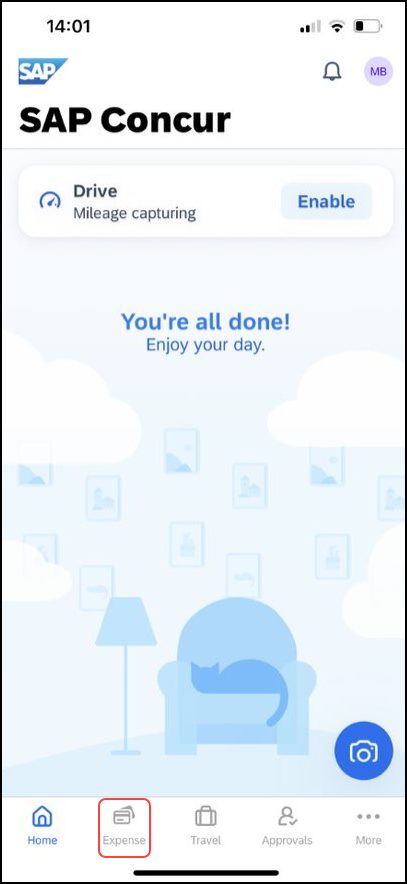 14:01
SAP
MB
SAP Concur
Drive
Mileage capturing
Enable
You're all done!
Enjoy your day.
Home
Expense
Travel
Approvals
More